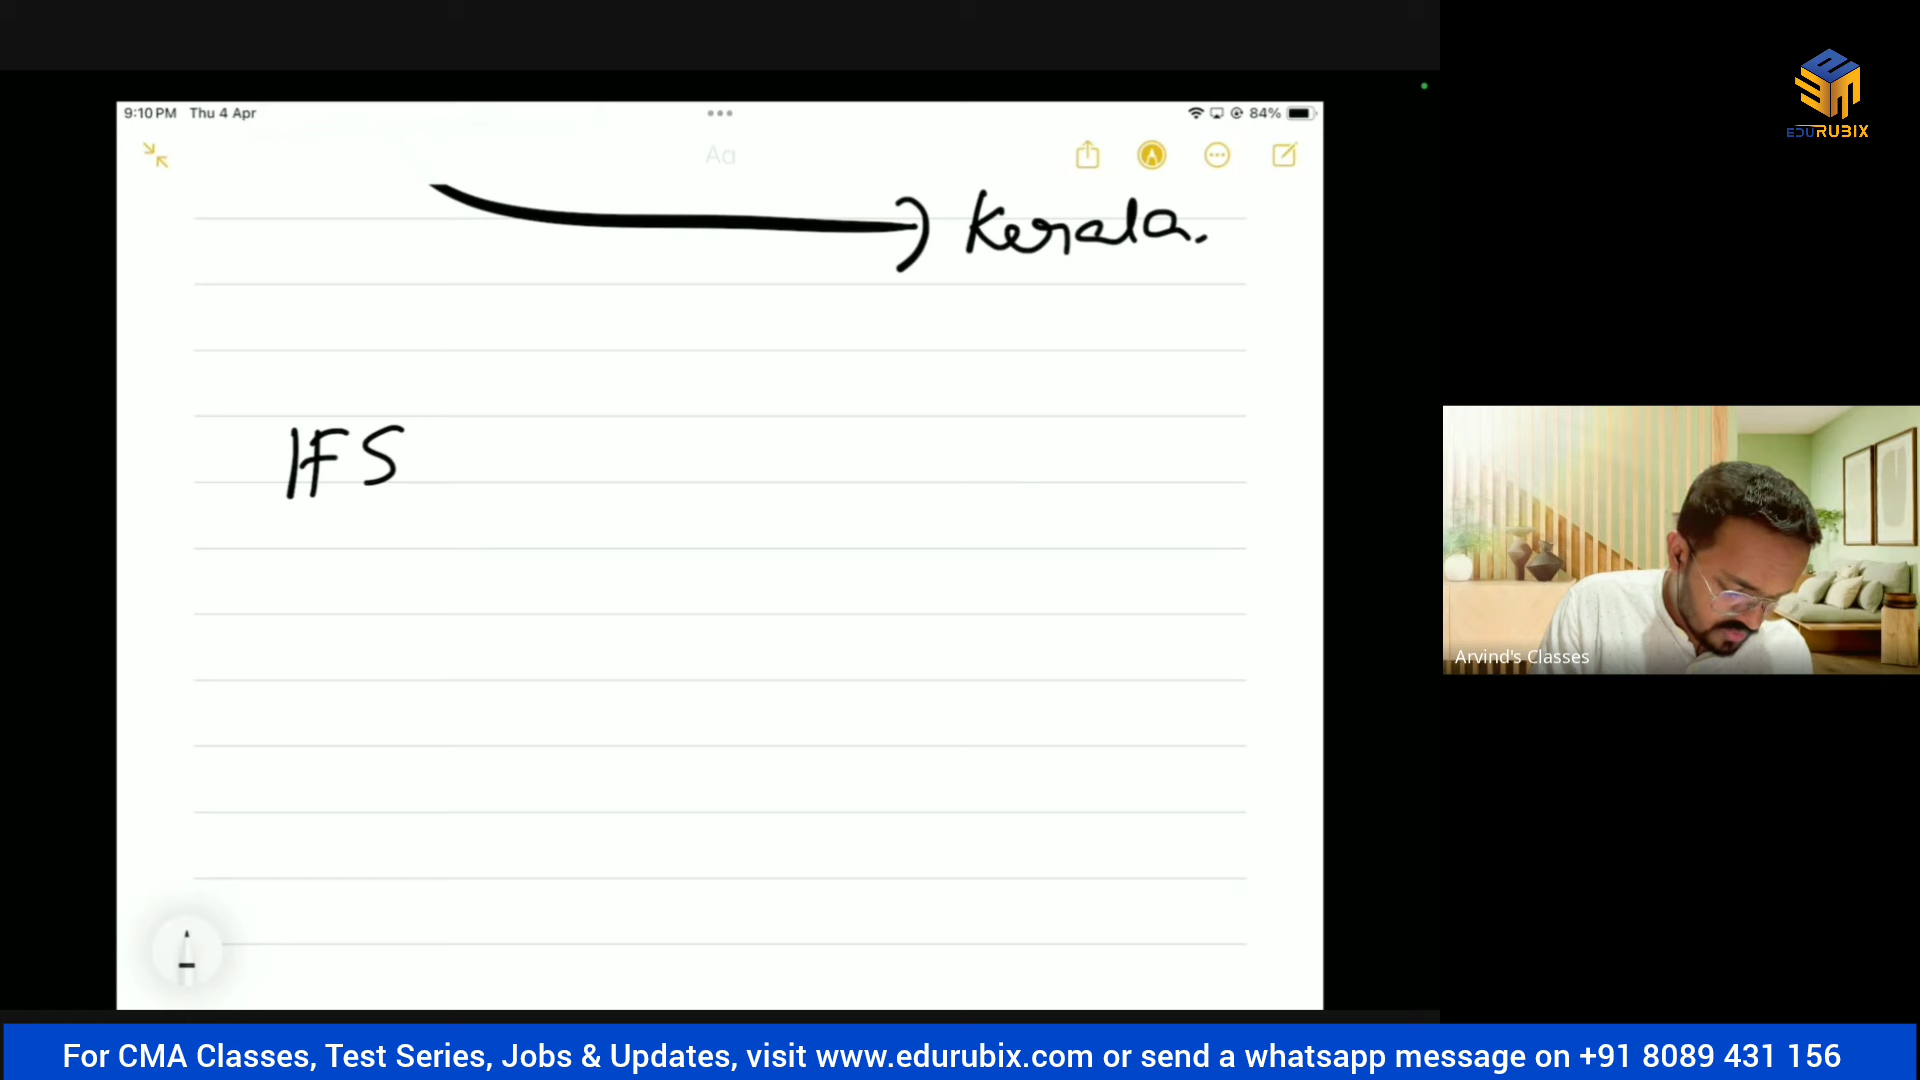 9:10 PM Thu 4 Apr
84%
Aa
EDURUBIX
Kerala.
IFS
Arvind's Classes
For CMA Classes, Test Series, Jobs & Updates, visit www.edurubix.com or send a whatsapp message on +91 8089 431 156